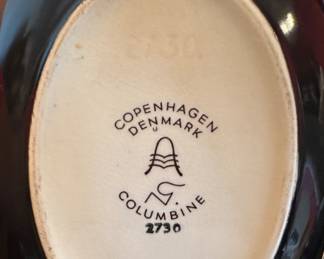 2730.
COPENHAGEN
DENMARK
COLUMBINE
2730